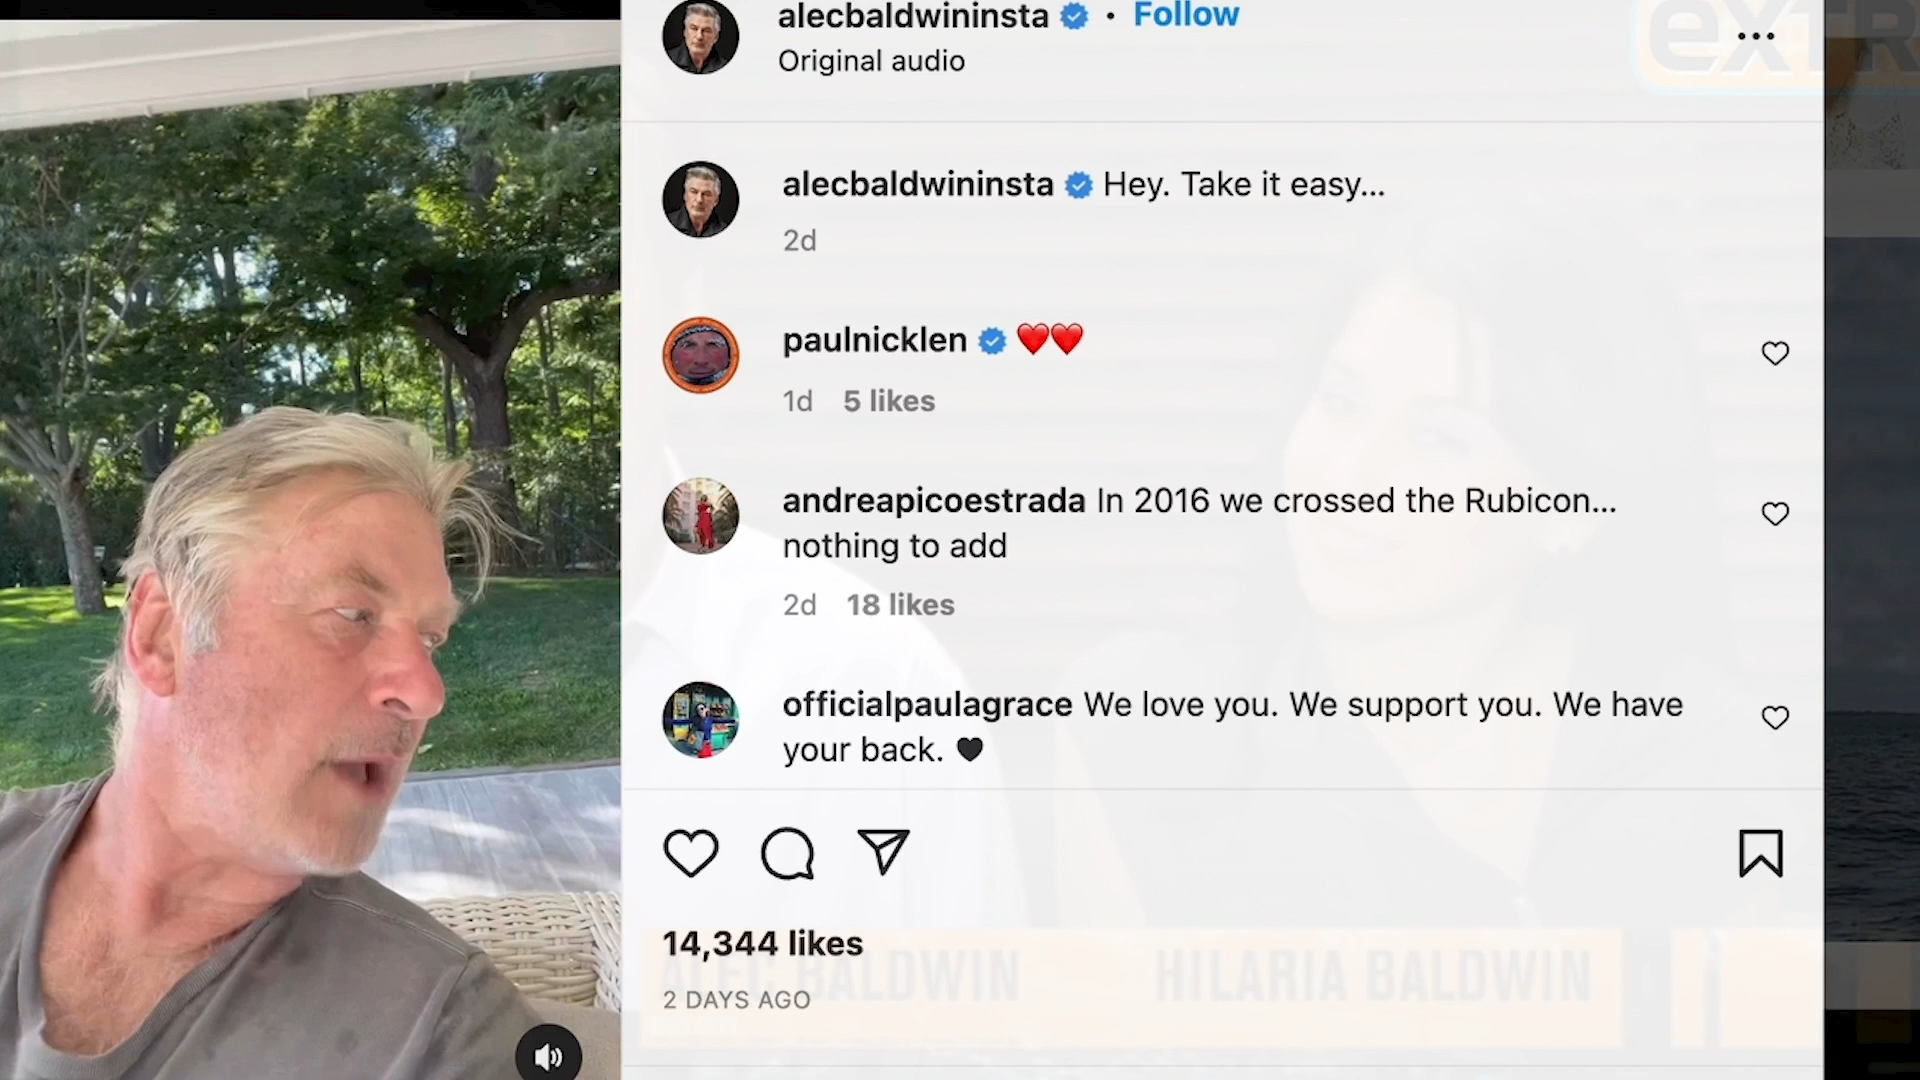 alecbaldwininsta • Follow
Original audio
extr
alecbaldwininsta Hey. Take it easy...
2d
paulnicklen ❤️❤️
1d 5 likes
andreapicoestrada In 2016 we crossed the Rubicon...
nothing to add
2d 18 likes
officialpaulagrace We love you. We support you. We have
your back. 🖤
14,344 likes
ALEC BALDWIN HILARIA BALDWIN
2 DAYS AGO